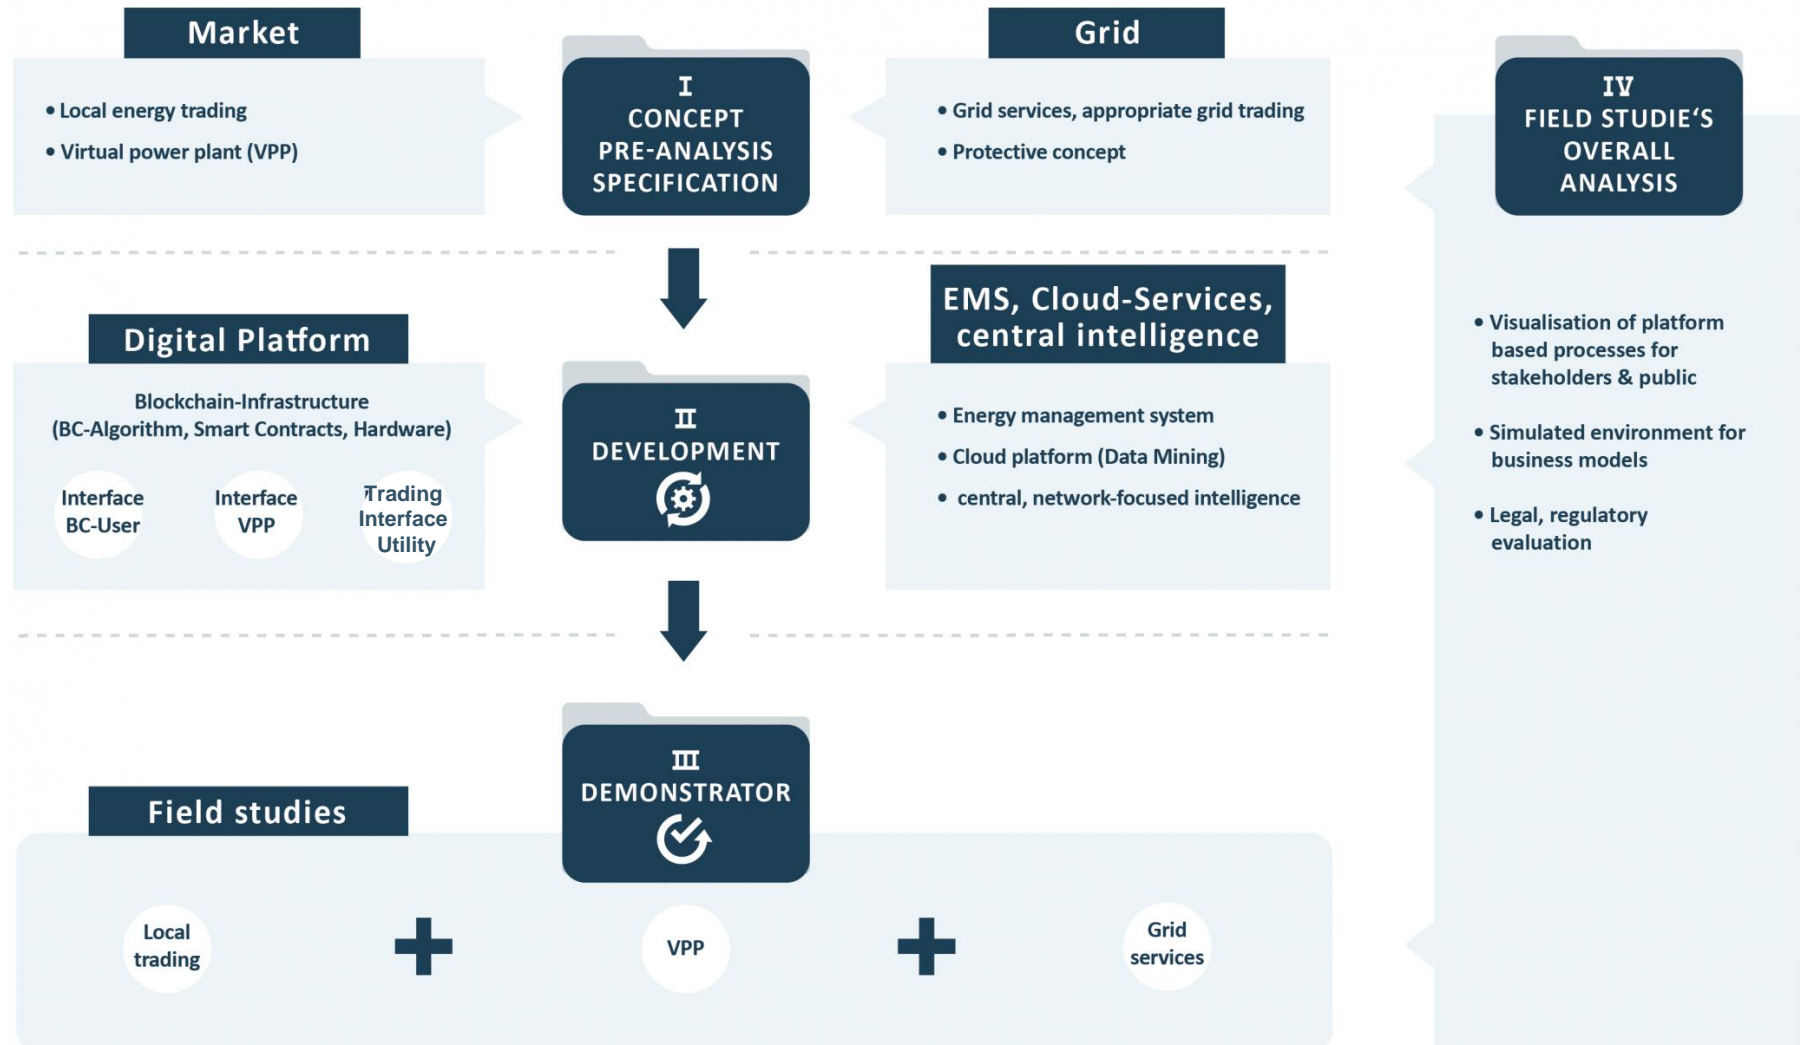 Market
• Local energy trading
• Virtual power plant (VPP)
I
CONCEPT
PRE-ANALYSIS
SPECIFICATION
Grid
• Grid services, appropriate grid trading
• Protective concept
Digital Platform
Blockchain-Infrastructure
(BC-Algorithm, Smart Contracts, Hardware)
Interface
BC-User
Interface
VPP
Trading
Interface
Utility
II
DEVELOPMENT
EMS, Cloud-Services,
central intelligence
• Energy management system
• Cloud platform (Data Mining)
• central, network-focused intelligence
III
DEMONSTRATOR
Field studies
Local
trading
VPP
Grid
services
IV
FIELD STUDIE‘S
OVERALL
ANALYSIS
• Visualisation of platform
based processes for
stakeholders & public
• Simulated environment for
business models
• Legal, regulatory
evaluation